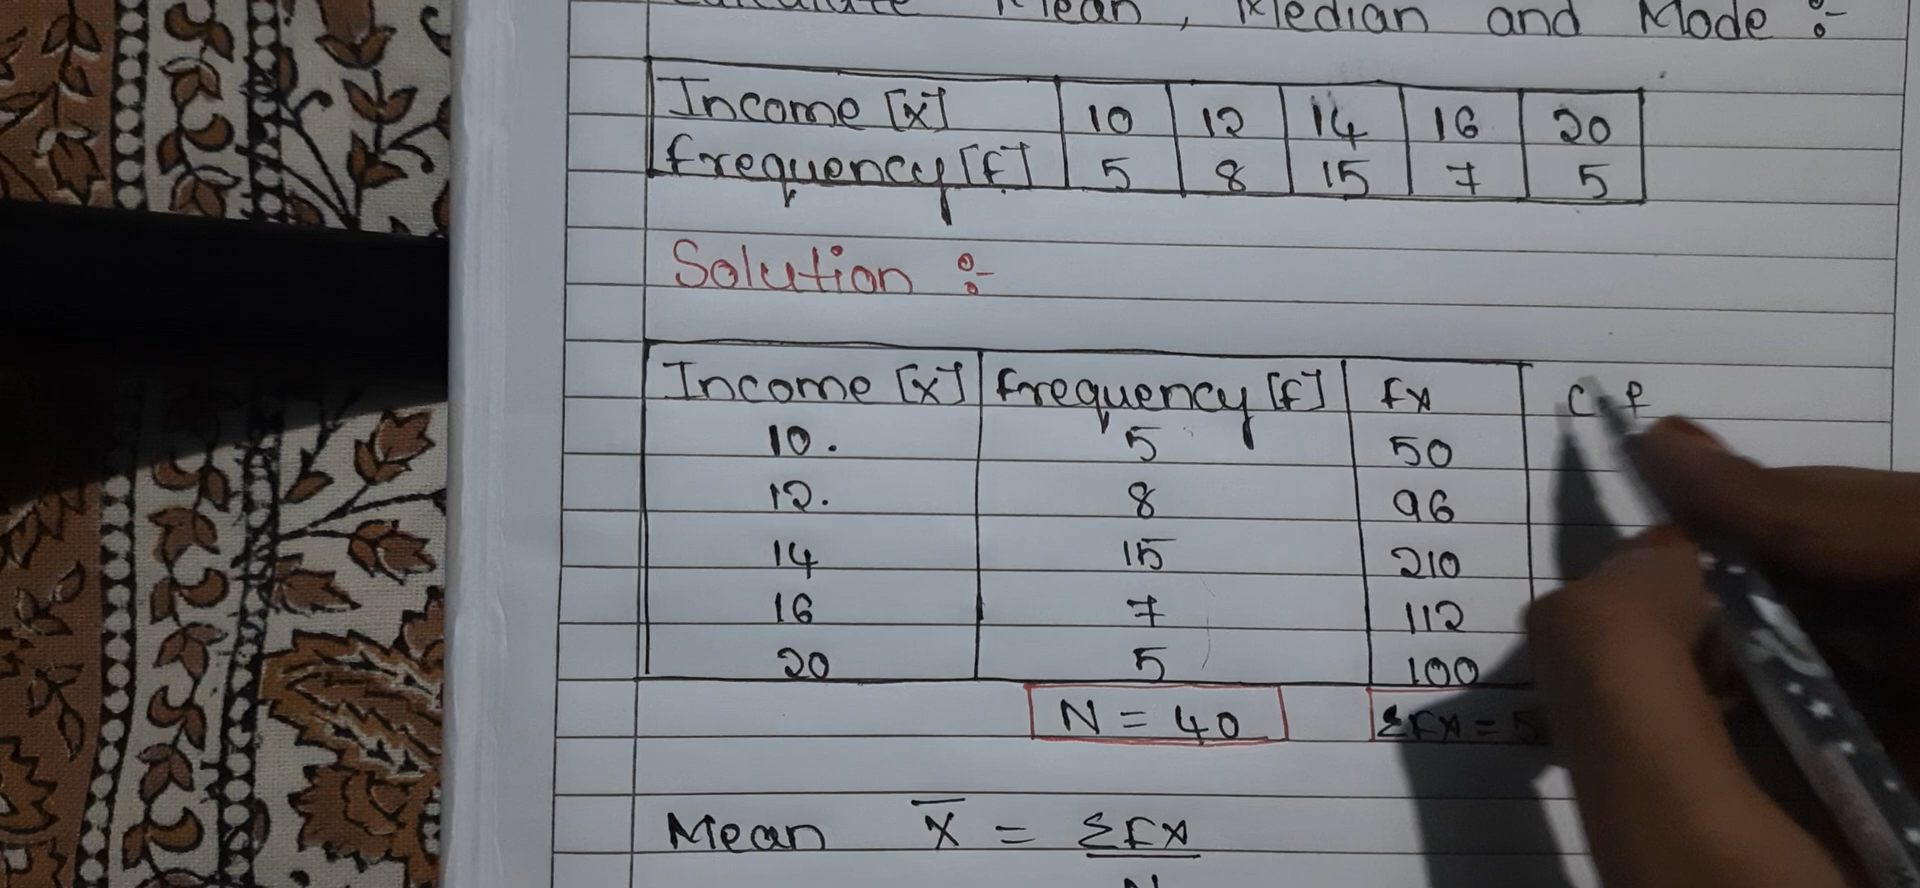 Mean, Median and Mode :-
Income [x] 10 12 14 16 20
frequency [f] 5 8 15 7 5
Solution :-
Income [x] frequency [f] fx c f
10. 5 50
12. 8 96
14 15 210
16 7 112
20 5 100
N = 40 Σfx = 5
Mean X̅ = Σfx
N